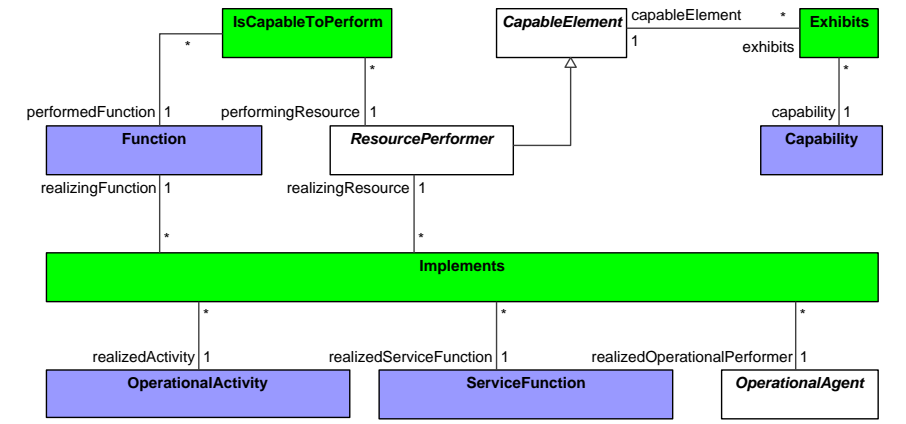 IsCapableToPerform
CapableElement
capableElement
*
Exhibits
*
1
exhibits
*
*
performedFunction
1
performingResource
1
capability
1
Function
ResourcePerformer
Capability
realizingFunction
1
realizingResource
1
*
*
Implements
*
*
*
realizedActivity
1
realizedServiceFunction
1
realizedOperationalPerformer
1
OperationalActivity
ServiceFunction
OperationalAgent